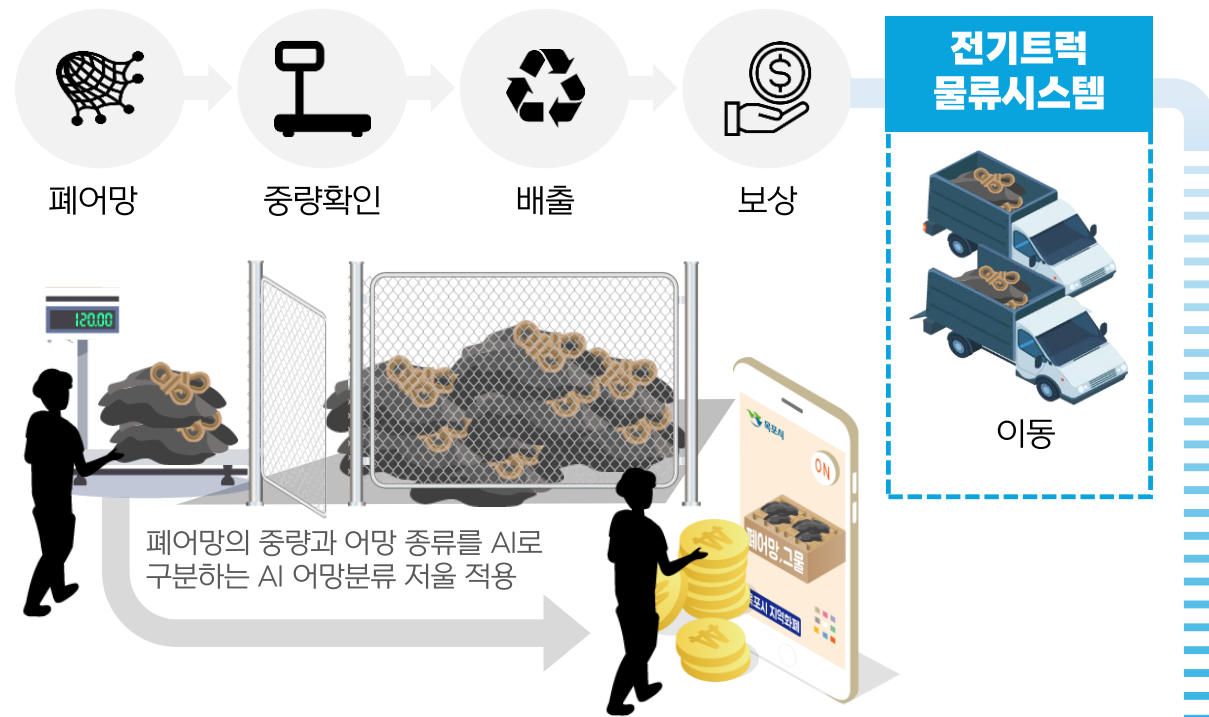 전기트럭
물류시스템
폐어망
중량확인
배출
보상
120.00
이동
목포시
ON
폐어망,그물
목포시 지역화폐
폐어망의 중량과 어망 종류를 AI로
구분하는 AI 어망분류 저울 적용